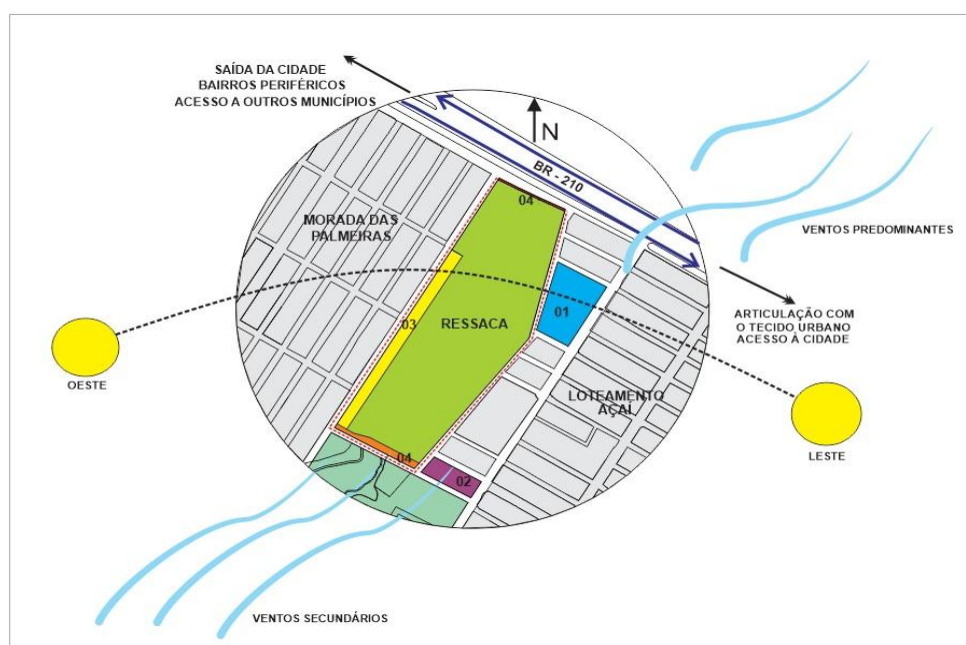 SAÍDA DA CIDADE
BAIRROS PERIFÉRICOS
ACESSO A OUTROS MUNICÍPIOS
N
BR - 210
04
MORADA DAS
PALMEIRAS
VENTOS PREDOMINANTES
01
03
RESSACA
ARTICULAÇÃO COM
O TECIDO URBANO
ACESSO À CIDADE
OESTE
LOTEAMENTO
AÇAÍ
LESTE
04
02
VENTOS SECUNDÁRIOS